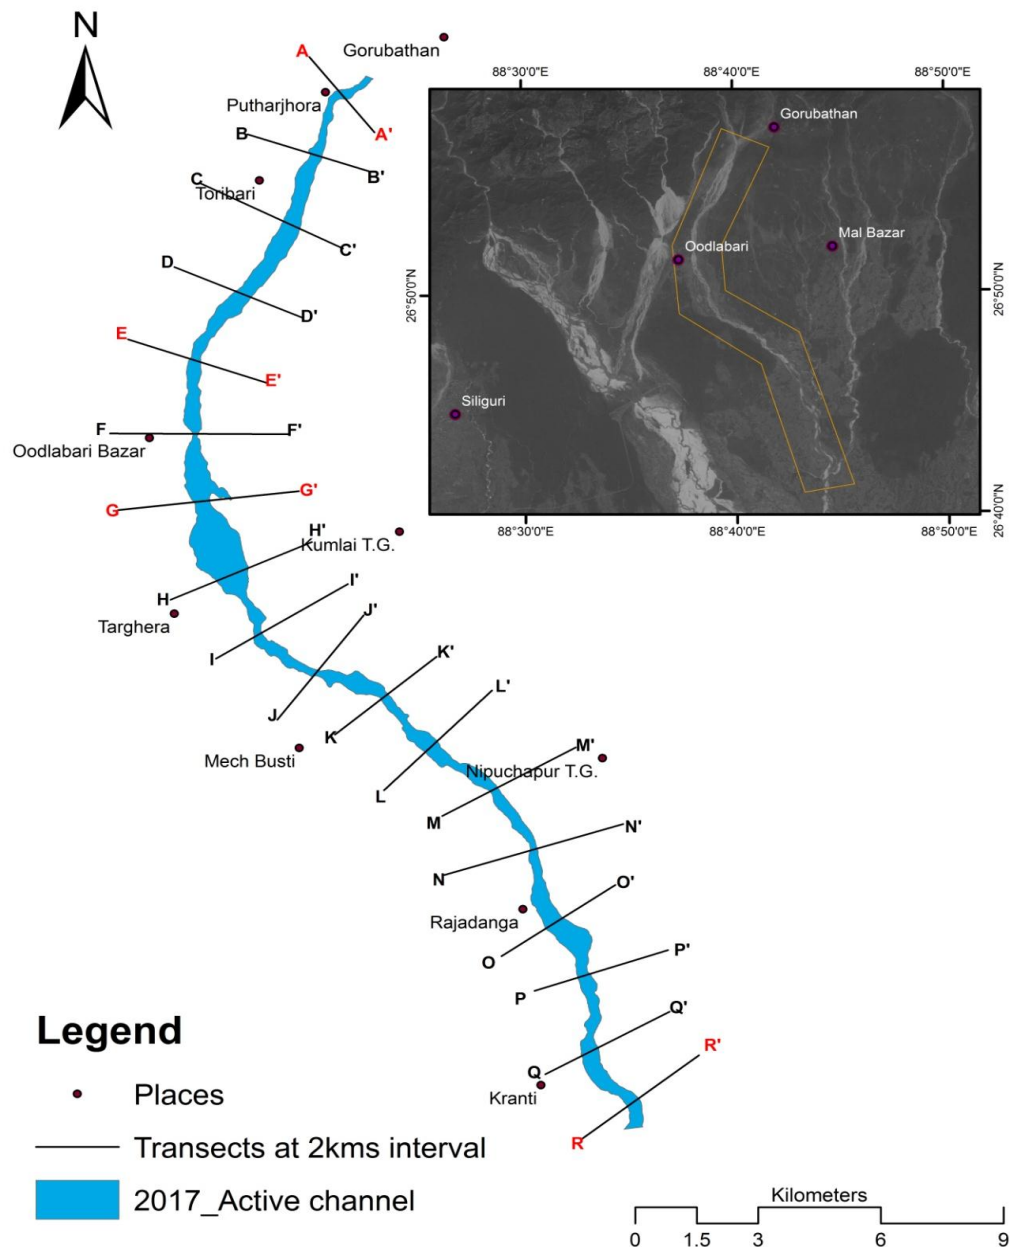 N
Gorubathan
A
Putharjhora
A'
B
B'
C
Toribari
C'
D
D'
E
E'
F
F'
Oodlabari Bazar
G'
G
H'
Kumlai T.G.
H
I'
Targhera
J'
I
K'
L'
J
K
M'
Mech Busti
Nipuchapur T.G.
L
M
N'
N
O'
Rajadanga
P'
O
P
Q'
R'
Q
Kranti
R
88°30'0"E
88°40'0"E
88°50'0"E
Gorubathan
Mal Bazar
Oodlabari
26°50'0"N
26°50'0"N
Siliguri
26°40'0"N
88°30'0"E
88°40'0"E
88°50'0"E
Legend
Places
Transects at 2kms interval
2017_Active channel
Kilometers
0 1.5 3 6 9